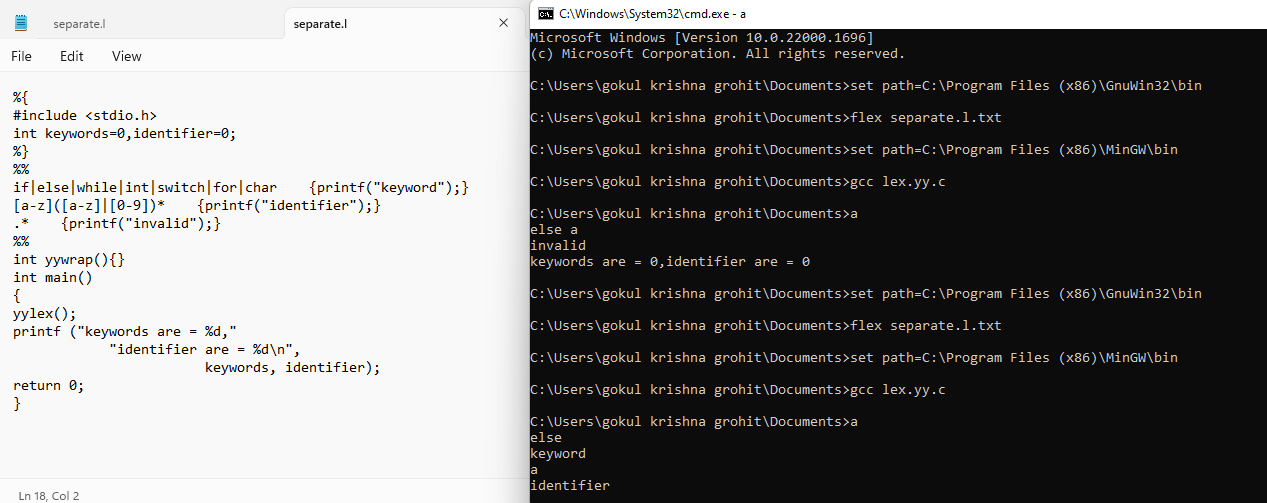 separate.l
separate.l
File Edit View
%{
#include <stdio.h>
int keywords=0,identifier=0;
%}
%%
if|else|while|int|switch|for|char    {printf("keyword");}
[a-z]([a-z]|[0-9])*    {printf("identifier");}
.*    {printf("invalid");}
%%
int yywrap(){}
int main()
{
yylex();
printf ("keywords are = %d,"
            "identifier are = %d\n",
                        keywords, identifier);
return 0;
}
Ln 18, Col 2
C:\Windows\System32\cmd.exe - a
Microsoft Windows [Version 10.0.22000.1696]
(c) Microsoft Corporation. All rights reserved.
C:\Users\gokul krishna grohit\Documents>set path=C:\Program Files (x86)\GnuWin32\bin
C:\Users\gokul krishna grohit\Documents>flex separate.l.txt
C:\Users\gokul krishna grohit\Documents>set path=C:\Program Files (x86)\MinGW\bin
C:\Users\gokul krishna grohit\Documents>gcc lex.yy.c
C:\Users\gokul krishna grohit\Documents>a
else a
invalid
keywords are = 0,identifier are = 0
C:\Users\gokul krishna grohit\Documents>set path=C:\Program Files (x86)\GnuWin32\bin
C:\Users\gokul krishna grohit\Documents>flex separate.l.txt
C:\Users\gokul krishna grohit\Documents>set path=C:\Program Files (x86)\MinGW\bin
C:\Users\gokul krishna grohit\Documents>gcc lex.yy.c
C:\Users\gokul krishna grohit\Documents>a
else
keyword
a
identifier